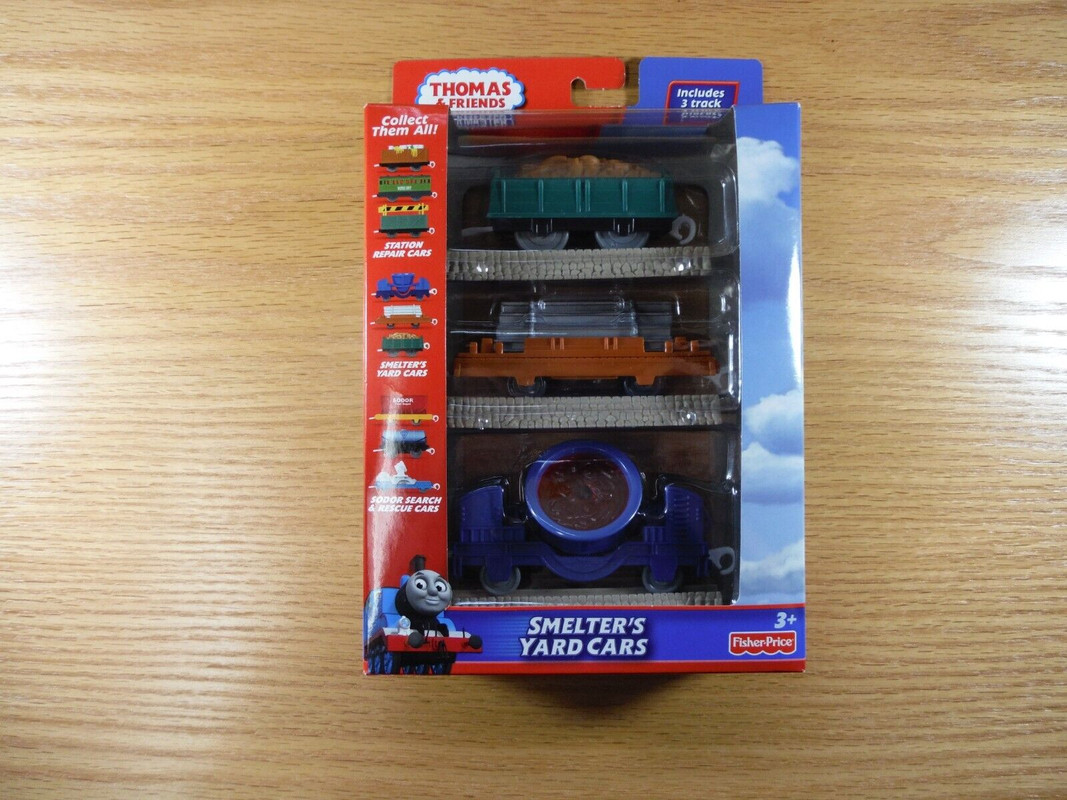 THOMAS
& FRIENDS
Includes
3 track
Collect
Them All!
STATION
REPAIR CARS
SMELTER'S
YARD CARS
SODOR
SODOR SEARCH
& RESCUE CARS
SMELTER'S
YARD CARS
3+
Fisher-Price